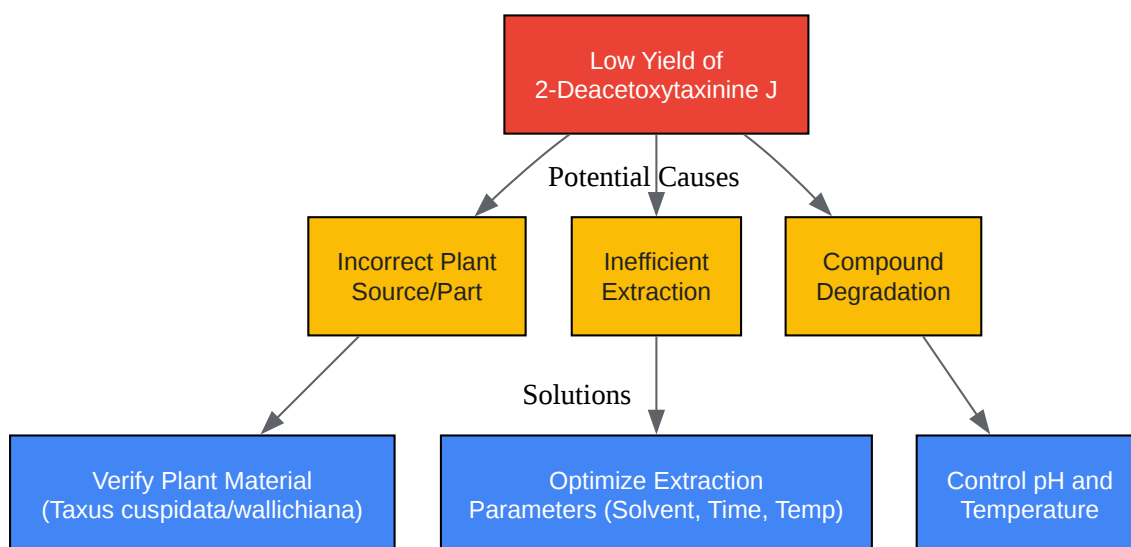 Low Yield of
2-Deacetoxytaxinine J
Potential Causes
Incorrect Plant
Source/Part
Inefficient
Extraction
Compound
Degradation
Solutions
Verify Plant Material
(Taxus cuspidata/wallichiana)
Optimize Extraction
Parameters (Solvent, Time, Temp)
Control pH and
Temperature